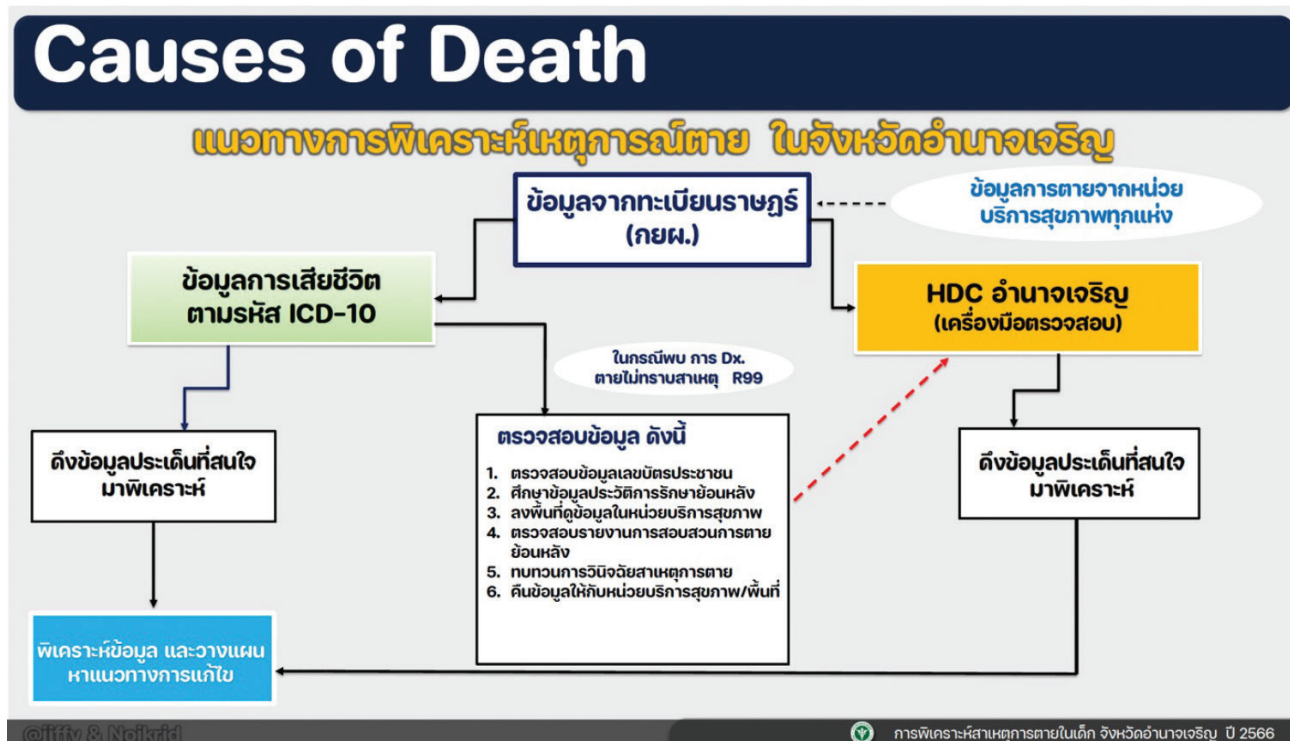 Causes of Death
แนวทางการพิเคราะห์เหตุการณ์ตาย ในจังหวัดอำนาจเจริญ
ข้อมูลจากทะเบียนราษฎร์
(กยผ.)
ข้อมูลการตายจากหน่วย
บริการสุขภาพทุกแห่ง
ข้อมูลการเสียชีวิต
ตามรหัส ICD-10
HDC อำนาจเจริญ
(เครื่องมือตรวจสอบ)
ในกรณีพบ การ Dx.
ตายไม่ทราบสาเหตุ R99
ดึงข้อมูลประเด็นที่สนใจ
มาพิเคราะห์
ตรวจสอบข้อมูล ดังนี้
1. ตรวจสอบข้อมูลเลขบัตรประชาชน
2. ศึกษาข้อมูลประวัติการรักษาย้อนหลัง
3. ลงพื้นที่ดูข้อมูลในหน่วยบริการสุขภาพ
4. ตรวจสอบรายงานการสอบสวนการตาย
ย้อนหลัง
5. ทบทวนการวินิจฉัยสาเหตุการตาย
6. คืนข้อมูลให้กับหน่วยบริการสุขภาพ/พื้นที่
ดึงข้อมูลประเด็นที่สนใจ
มาพิเคราะห์
พิเคราะห์ข้อมูล และวางแผน
หาแนวทางการแก้ไข
@jiffy & Nojkrid
การพิเคราะห์สาเหตุการตายในเด็ก จังหวัดอำนาจเจริญ ปี 2566